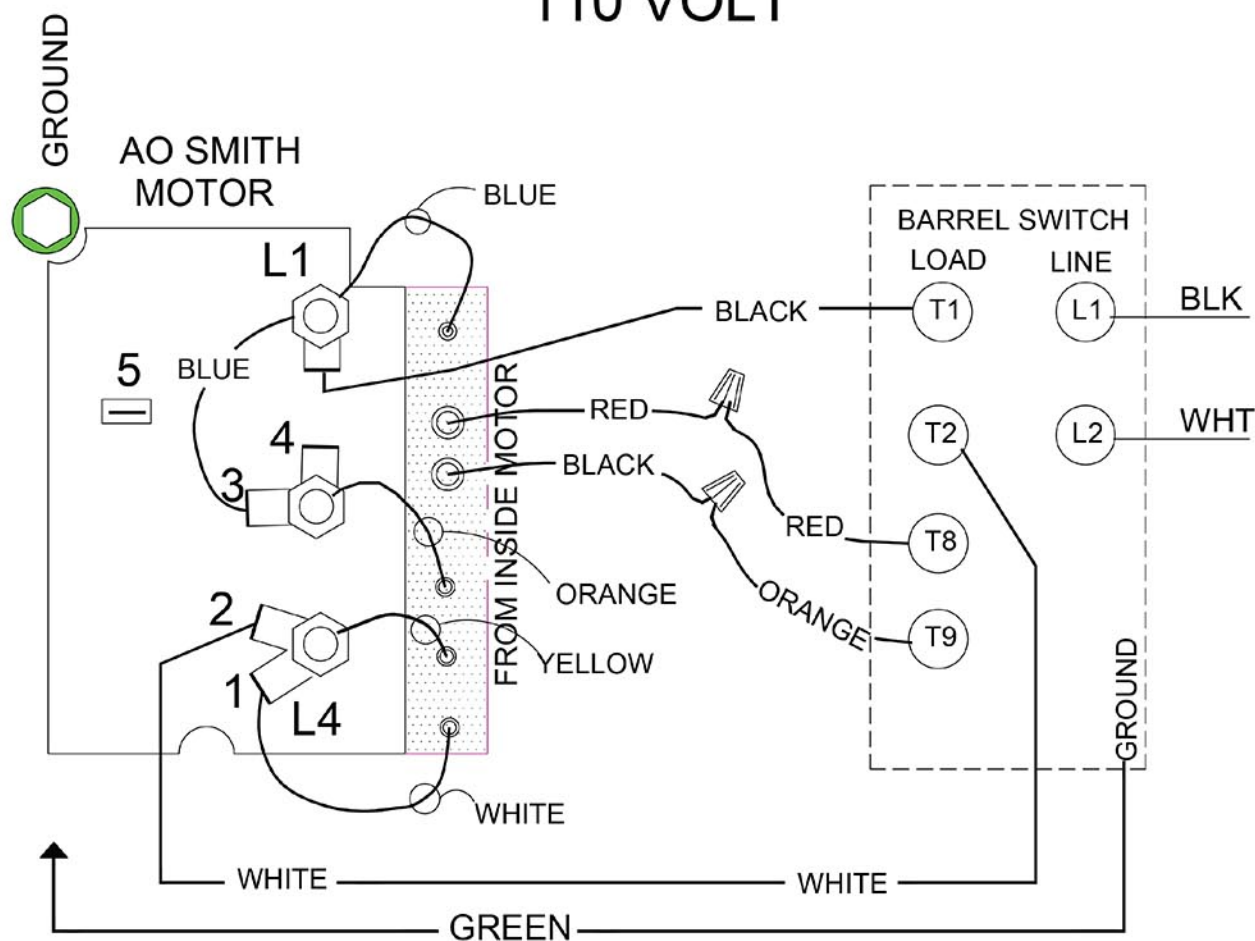 110 VOLT
GROUND
AO SMITH
MOTOR
BLUE
L1
BLUE
5
4
3
2
1
L4
BLACK
RED
BLACK
RED
ORANGE
ORANGE
YELLOW
FROM INSIDE MOTOR
WHITE
BARREL SWITCH
LOAD
LINE
T1
L1
BLK
T2
L2
WHT
T8
T9
GROUND
WHITE
WHITE
GREEN